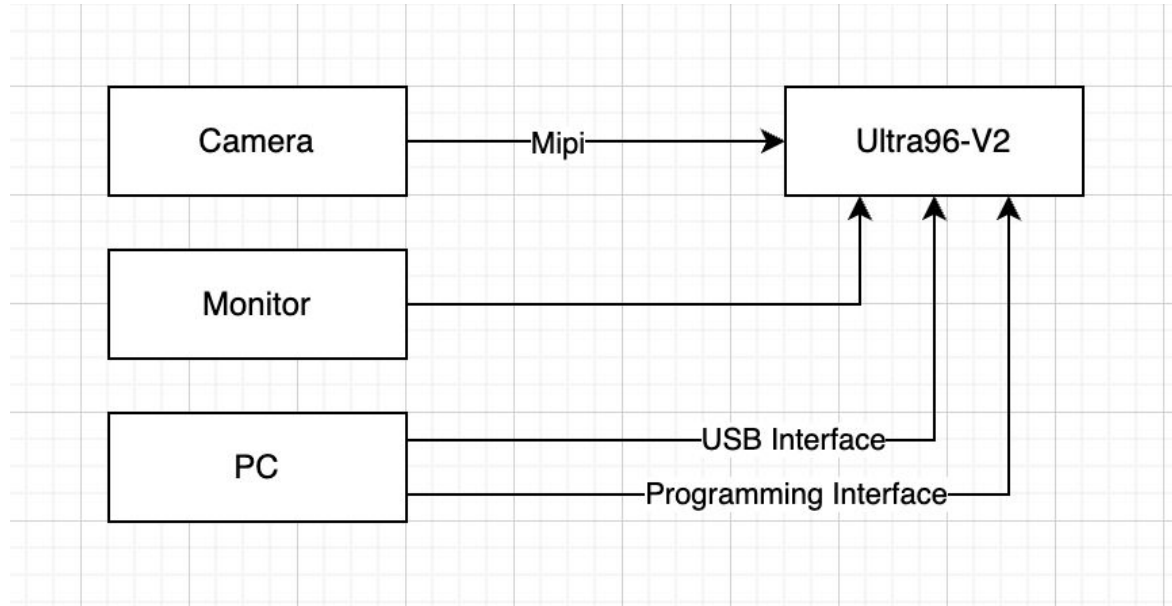 Camera
Mipi
Ultra96-V2
Monitor
PC
USB Interface
Programming Interface